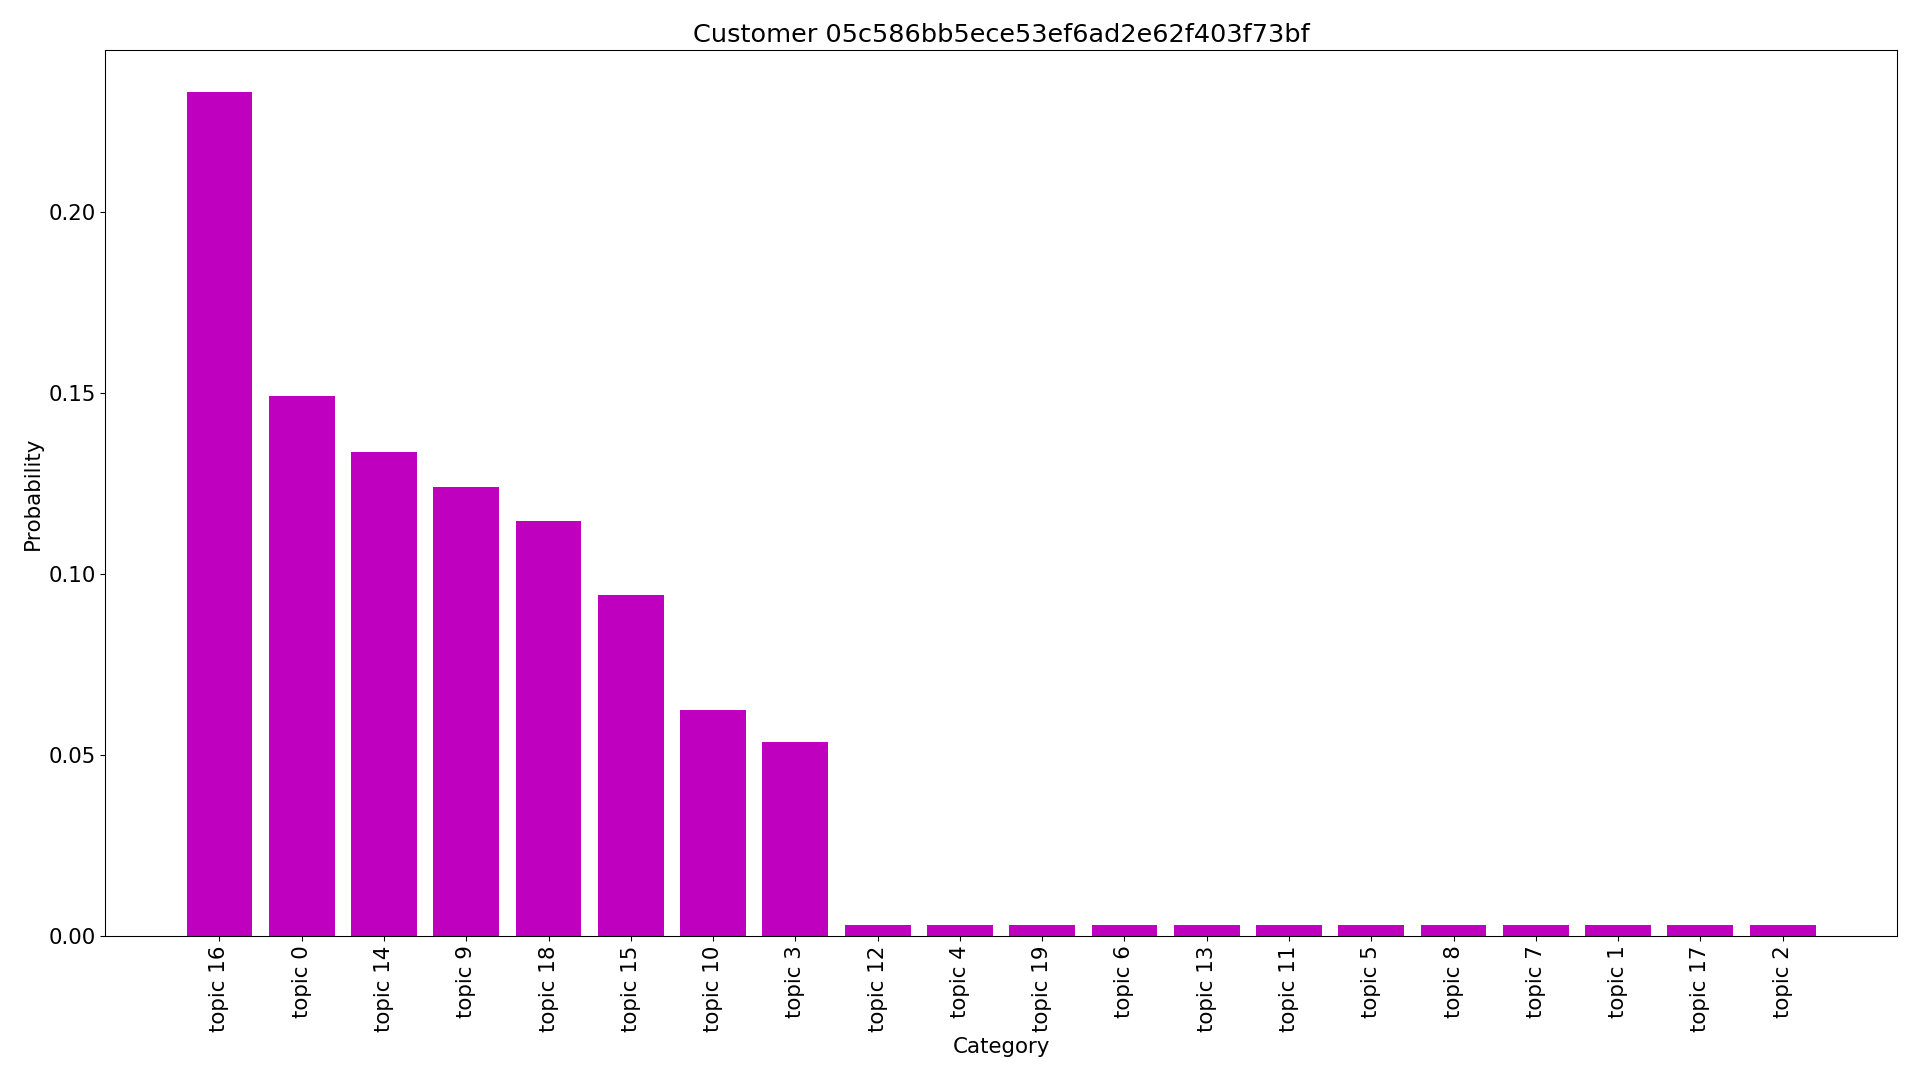 Customer 05c586bb5ece53ef6ad2e62f403f73bf
Probability
0.20
0.15
0.10
0.05
0.00
topic 16
topic 0
topic 14
topic 9
topic 18
topic 15
topic 10
topic 3
topic 12
topic 4
topic 19
topic 6
topic 13
topic 11
topic 5
topic 8
topic 7
topic 1
topic 17
topic 2
Category